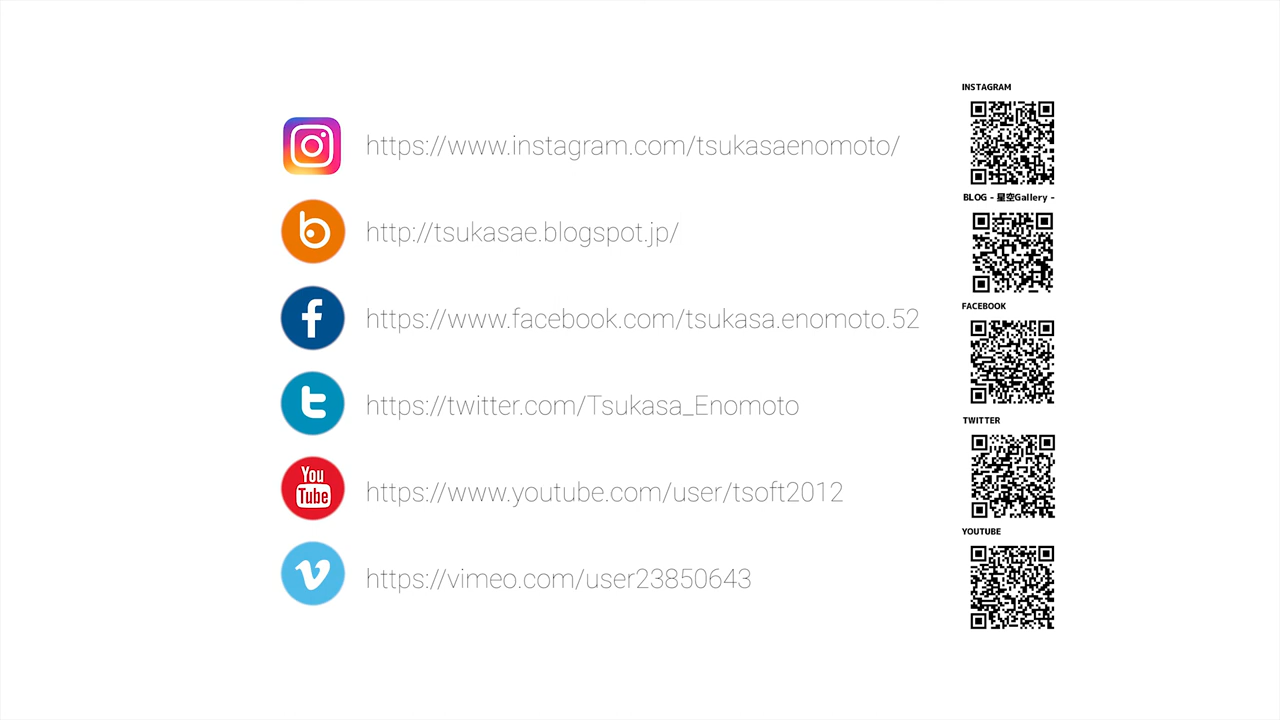 https://www.instagram.com/tsukasaenomoto/
http://tsukasae.blogspot.jp/
https://www.facebook.com/tsukasa.enomoto.52
https://twitter.com/Tsukasa_Enomoto
You
Tube
https://www.youtube.com/user/tsoft2012
https://vimeo.com/user23850643
INSTAGRAM
BLOG - 星空Gallery -
FACEBOOK
TWITTER
YOUTUBE